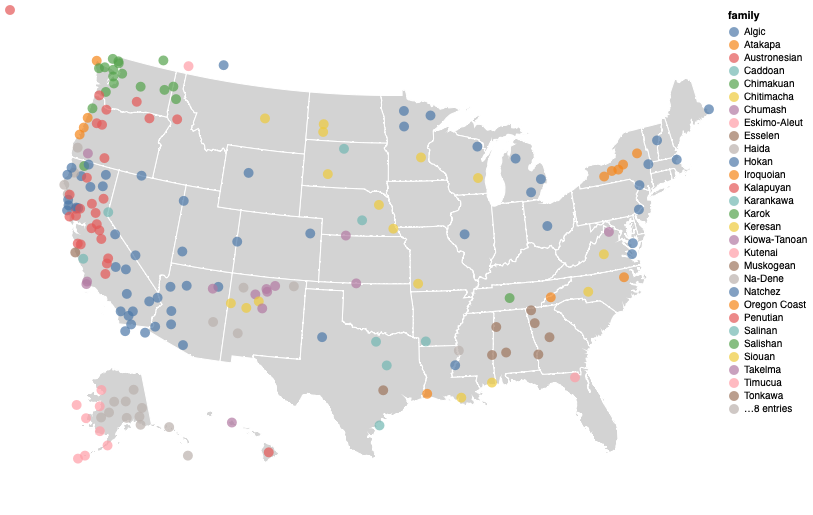 family
Algic
Atakapa
Austronesian
Caddoan
Chimakuan
Chitimacha
Chumash
Eskimo-Aleut
Esselen
Haida
Hokan
Iroquoian
Kalapuyan
Karankawa
Karok
Keresan
Kiowa-Tanoan
Kutenai
Muskogean
Na-Dene
Natchez
Oregon Coast
Penutian
Salinan
Salishan
Siouan
Takelma
Timucua
Tonkawa
…8 entries